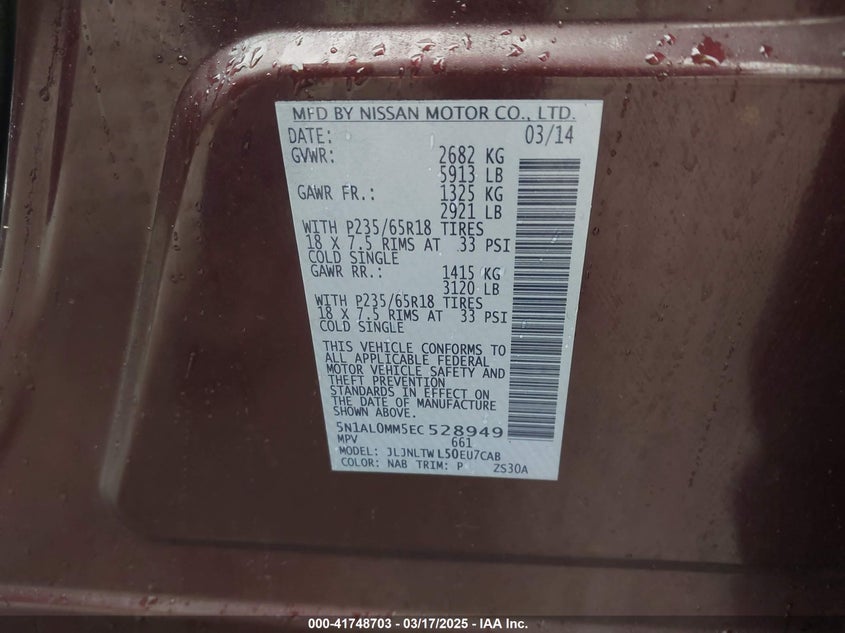 MFD BY NISSAN MOTOR CO., LTD.
DATE: 03/14
GVWR: 2682 KG
5913 LB
GAWR FR.: 1325 KG
2921 LB
WITH P235/65R18 TIRES
18 X 7.5 RIMS AT 33 PSI
COLD SINGLE
GAWR RR.: 1415 KG
3120 LB
WITH P235/65R18 TIRES
18 X 7.5 RIMS AT 33 PSI
COLD SINGLE
THIS VEHICLE CONFORMS TO
ALL APPLICABLE FEDERAL
MOTOR VEHICLE SAFETY AND
THEFT PREVENTION
STANDARDS IN EFFECT ON
THE DATE OF MANUFACTURE
SHOWN ABOVE.
5N1AL0MM5EC528949
MPV 661
MODEL: JLJNLTWL50EU7CAB
COLOR: NAB TRIM: P ZS30A
000-41748703 — 03/17/2025 - IAA Inc.